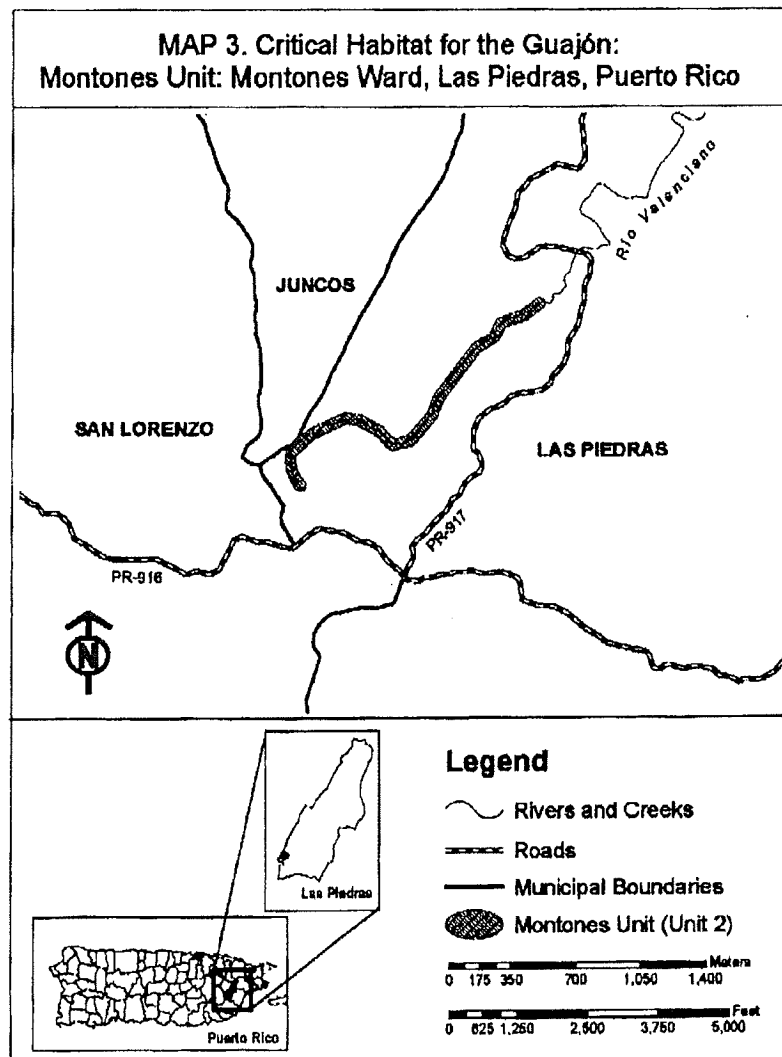 MAP 3. Critical Habitat for the Guajón:
Montones Unit: Montones Ward, Las Piedras, Puerto Rico
Río Valenciano
JUNCOS
SAN LORENZO
LAS PIEDRAS
PR-917
PR-916
N
Legend
Rivers and Creeks
Roads
Municipal Boundaries
Montones Unit (Unit 2)
Meters
0 175 350 700 1,050 1,400
Feet
0 625 1,250 2,500 3,750 5,000
Las Piedras
Puerto Rico